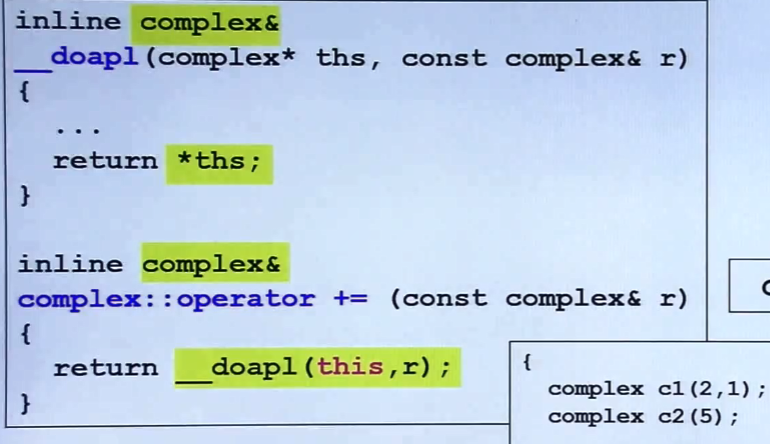 inline complex&
__doapl(complex* ths, const complex& r)
{
...
return *ths;
}
inline complex&
complex::operator += (const complex& r)
{
return __doapl(this,r);
}
{
complex c1(2,1);
complex c2(5);